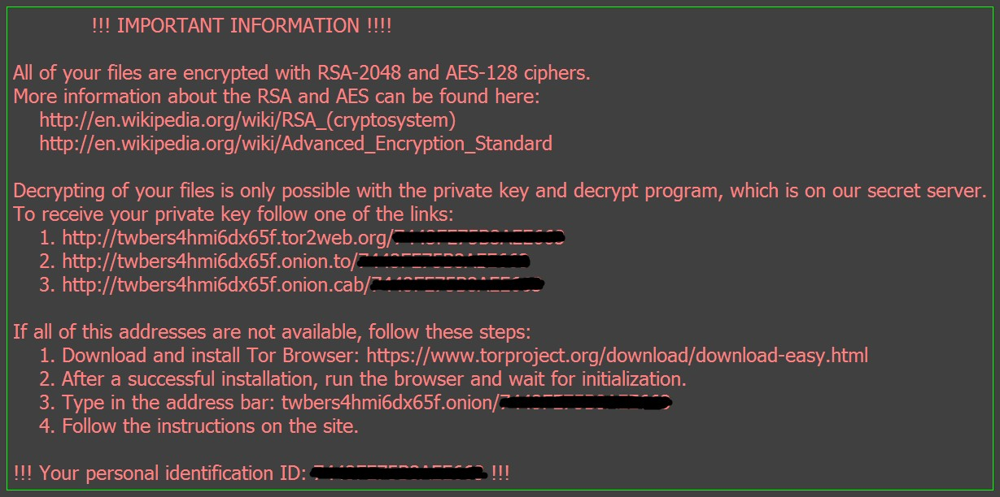 !!! IMPORTANT INFORMATION !!!!
All of your files are encrypted with RSA-2048 and AES-128 ciphers.
More information about the RSA and AES can be found here:
http://en.wikipedia.org/wiki/RSA_(cryptosystem)
http://en.wikipedia.org/wiki/Advanced_Encryption_Standard
Decrypting of your files is only possible with the private key and decrypt program, which is on our secret server.
To receive your private key follow one of the links:
1. http://twbers4hmi6dx65f.tor2web.org/
2. http://twbers4hmi6dx65f.onion.to/
3. http://twbers4hmi6dx65f.onion.cab/
If all of this addresses are not available, follow these steps:
1. Download and install Tor Browser: https://www.torproject.org/download/download-easy.html
2. After a successful installation, run the browser and wait for initialization.
3. Type in the address bar: twbers4hmi6dx65f.onion/
4. Follow the instructions on the site.
!!! Your personal identification ID: !!!